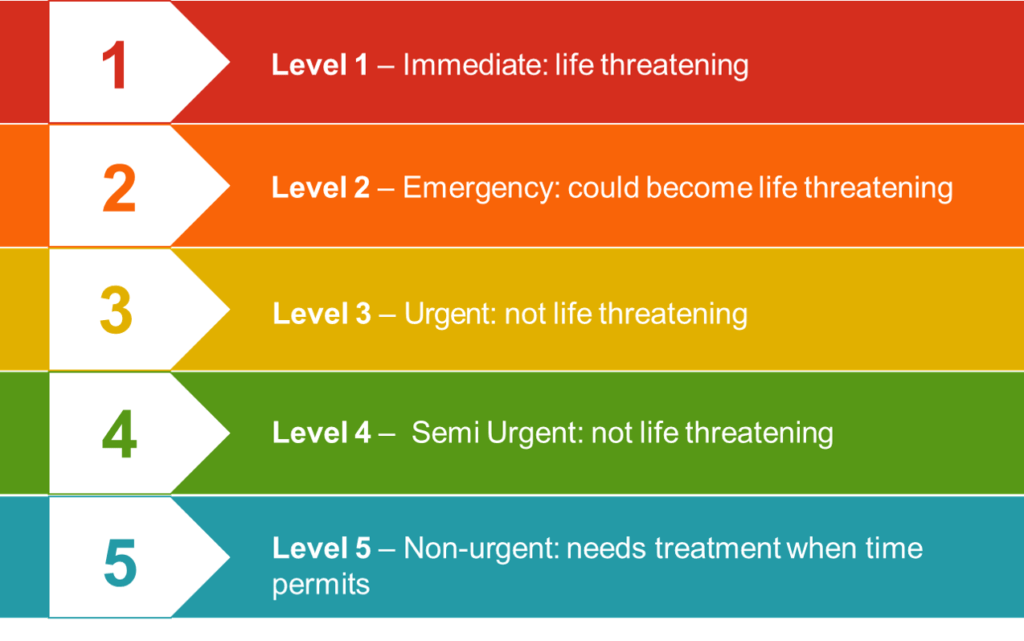 1
Level 1 – Immediate: life threatening
2
Level 2 – Emergency: could become life threatening
3
Level 3 – Urgent: not life threatening
4
Level 4 –  Semi Urgent: not life threatening
5
Level 5 – Non-urgent: needs treatment when time
permits